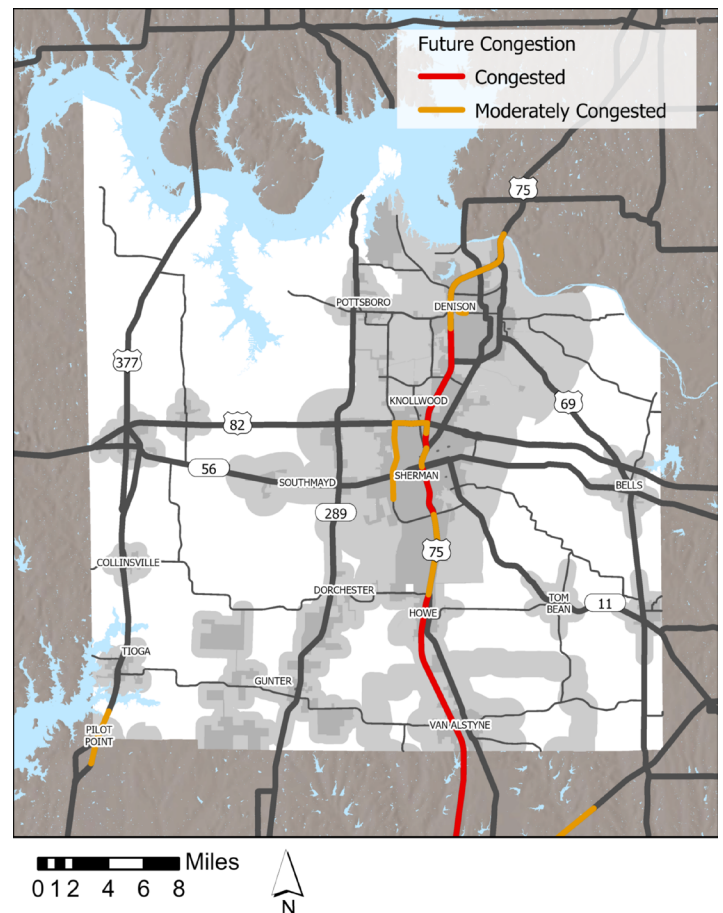 Future Congestion
Congested
Moderately Congested
75
POTTSBORO
DENISON
377
KNOLLWOOD
69
82
56
SHERMAN
SOUTHMAYD
BELLS
289
75
COLLINSVILLE
DORCHESTER
TOM
BEAN
11
HOWE
TIOGA
GUNTER
PILOT
POINT
VAN ALSTYNE
Miles
0 1 2 4 6 8
N